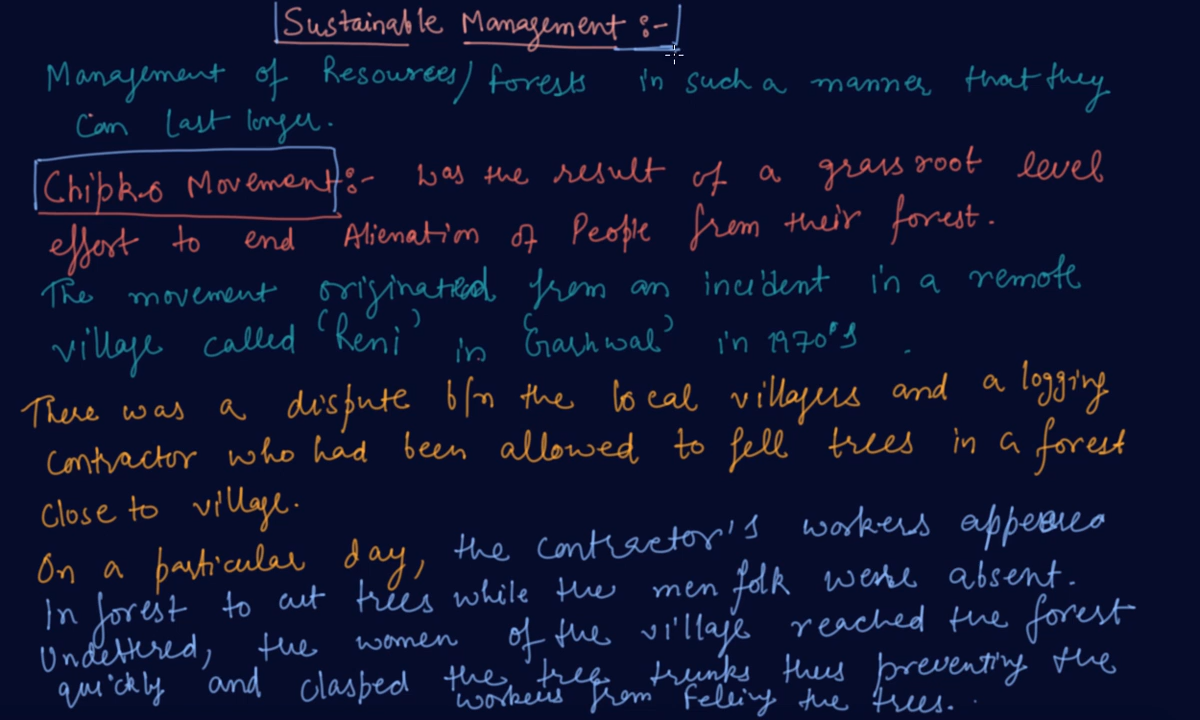 Sustainable Management :-
Management of Resources/forests in such a manner that they
Can last longer.
Chipko Movement :- was the result of a grassroot level
effort to end Alienation of People from their forest.
The movement originated from an incident in a remote
village called 'Reni' in 'Garhwal' in 1970's.
There was a dispute b/n the local villagers and a logging
contractor who had been allowed to fell trees in a forest
close to village.
On a particular day, the contractor's workers appeared
In forest to cut trees while the men folk were absent.
Undettered, the women of the village reached the forest
quickly and clasped the tree trunks thus preventing the
workers from felling the trees.